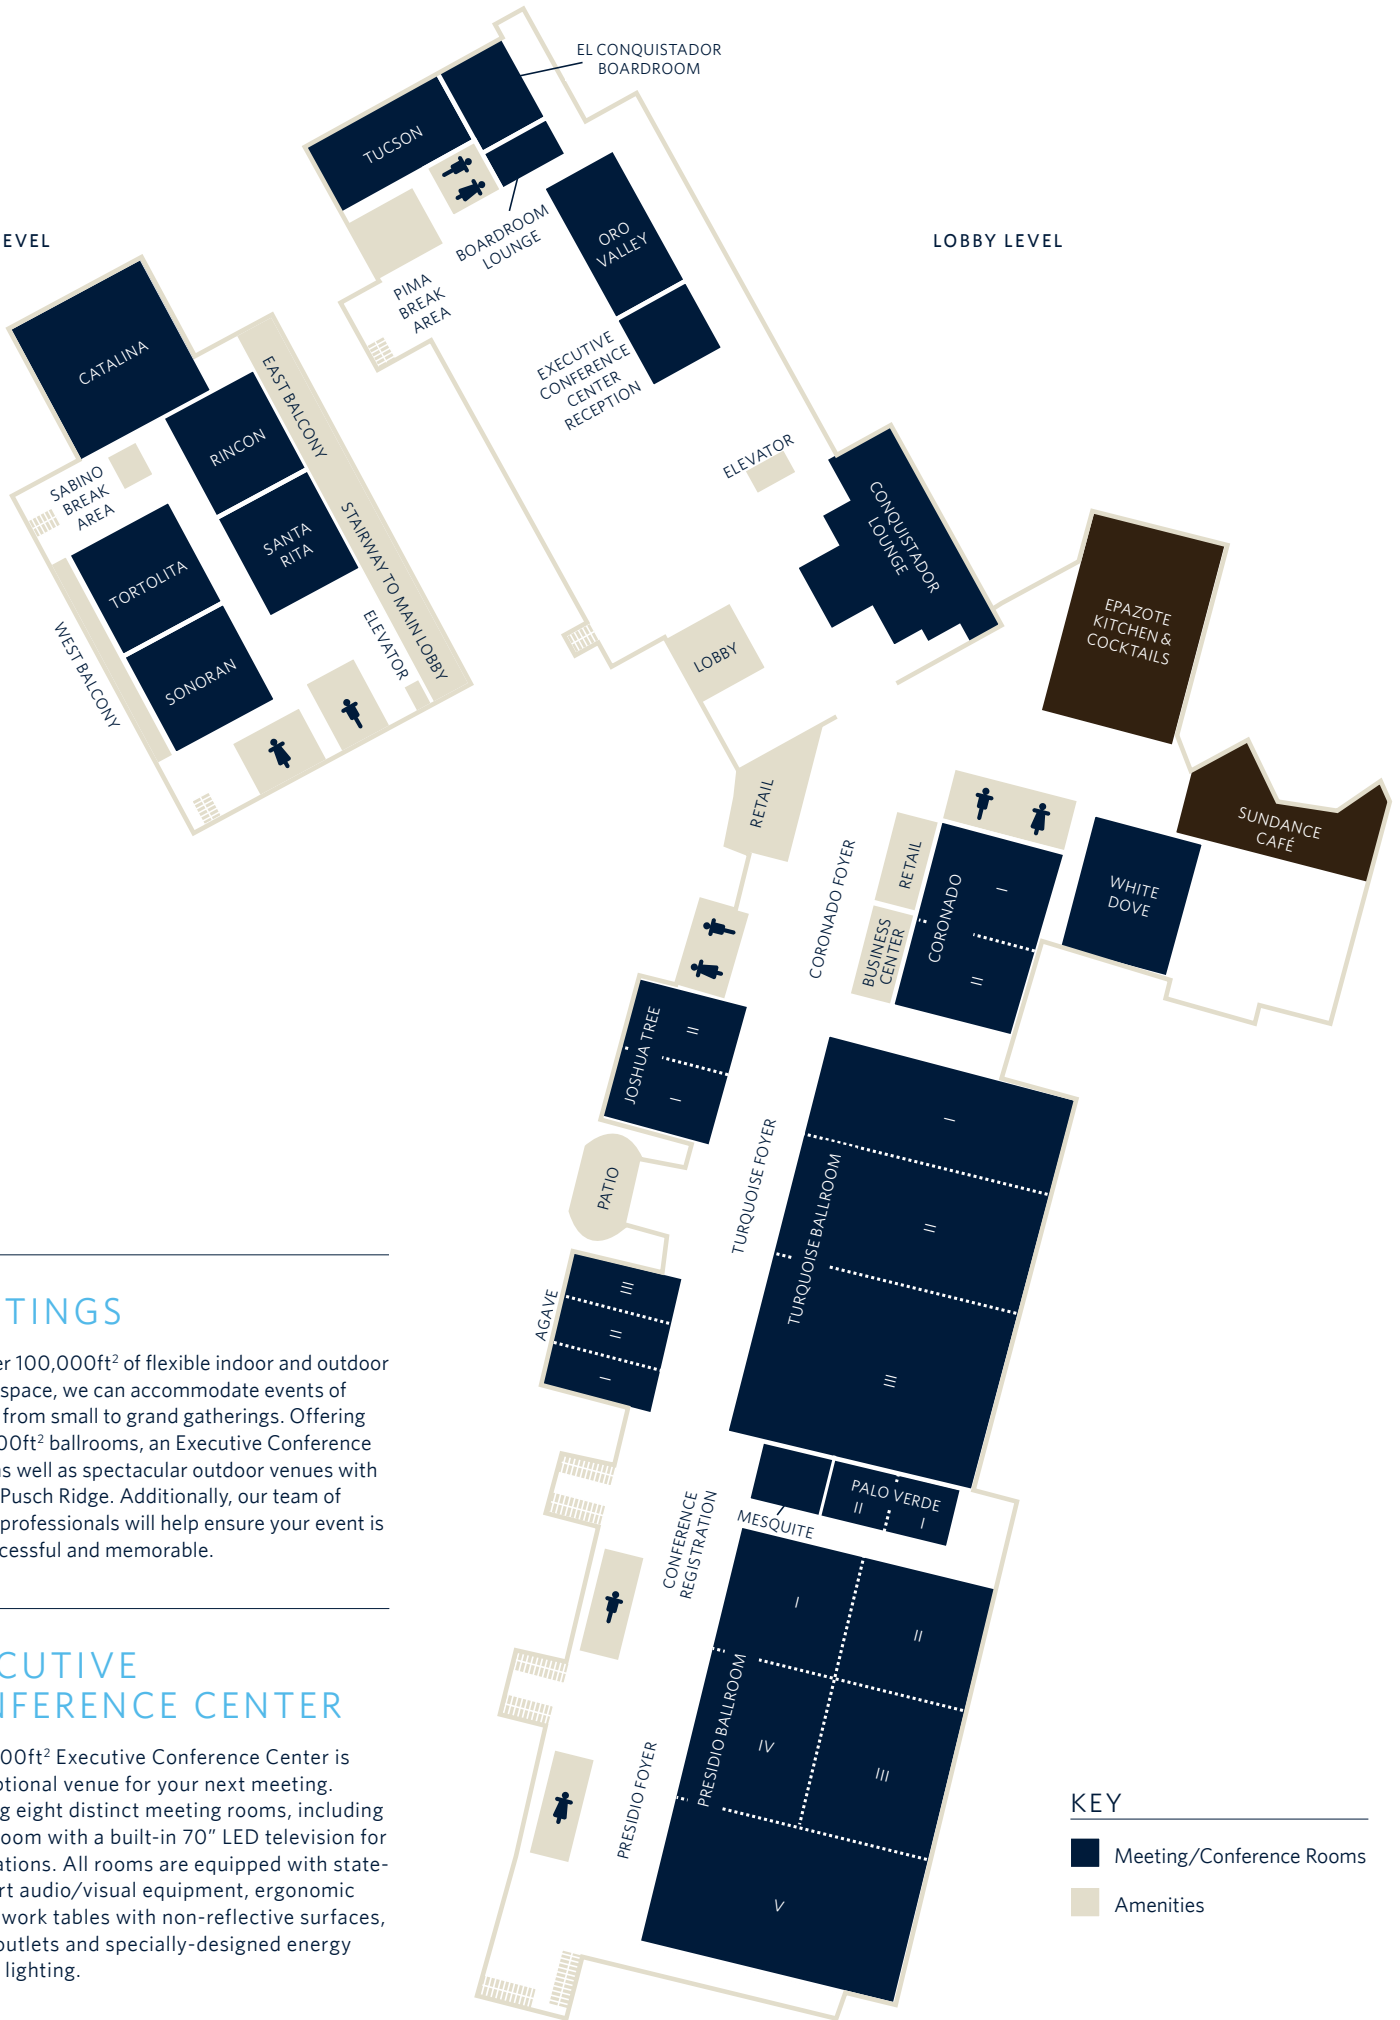 EL CONQUISTADOR
BOARDROOM
TUCSON
BOARDROOM
LOUNGE
ORO
VALLEY
PIMA
BREAK
AREA
EXECUTIVE
CONFERENCE
CENTER
RECEPTION
EVEL
LOBBY LEVEL
CATALINA
EAST BALCONY
RINCON
SABINO
BREAK
AREA
SANTA
RITA
STAIRWAY TO MAIN LOBBY
TORTOLITA
SONORAN
WEST BALCONY
ELEVATOR
ELEVATOR
CONQUISTADOR
LOUNGE
LOBBY
EPAZOTE
KITCHEN &
COCKTAILS
SUNDANCE
CAFÉ
RETAIL
CORONADO FOYER
RETAIL
BUSINESS
CENTER
CORONADO
I
II
WHITE
DOVE
JOSHUA TREE
II
I
PATIO
TURQUOISE FOYER
TURQUOISE BALLROOM
I
II
III
AGAVE
III
II
I
CONFERENCE
REGISTRATION
MESQUITE
PALO VERDE
II
I
PRESIDIO BALLROOM
I
II
IV
III
V
PRESIDIO FOYER
TINGS
er 100,000ft² of flexible indoor and outdoor
space, we can accommodate events of
from small to grand gatherings. Offering
00ft² ballrooms, an Executive Conference
as well as spectacular outdoor venues with
Pusch Ridge. Additionally, our team of
professionals will help ensure your event is
cessful and memorable.
CUTIVE
NFERENCE CENTER
00ft² Executive Conference Center is
ptional venue for your next meeting.
g eight distinct meeting rooms, including
room with a built-in 70” LED television for
ations. All rooms are equipped with state-
rt audio/visual equipment, ergonomic
work tables with non-reflective surfaces,
outlets and specially-designed energy
lighting.
KEY
Meeting/Conference Rooms
Amenities